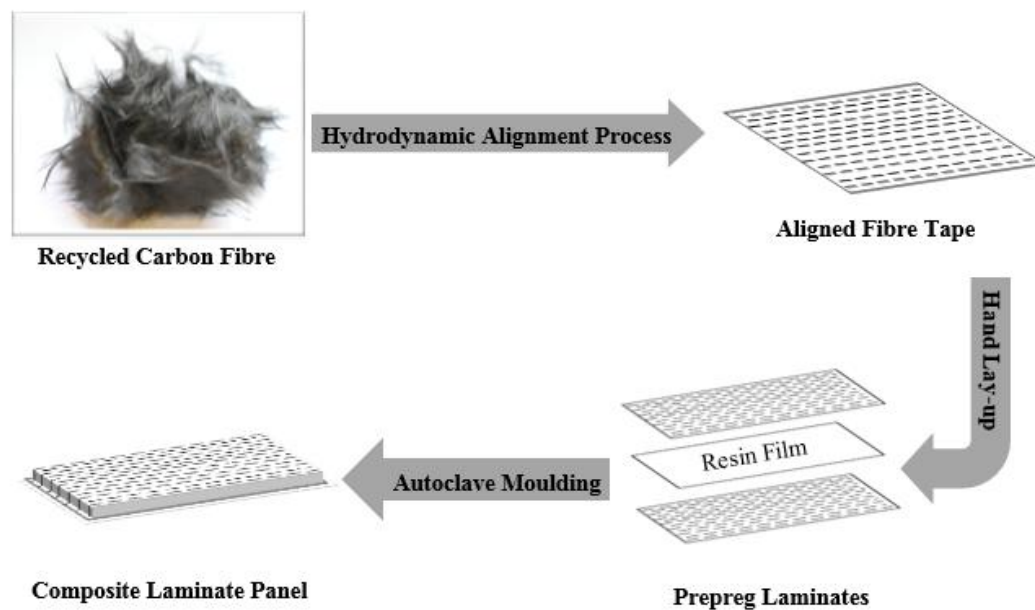 Hydrodynamic Alignment Process
Recycled Carbon Fibre
Aligned Fibre Tape
Hand Lay-up
Resin Film
Autoclave Moulding
Composite Laminate Panel
Prepreg Laminates